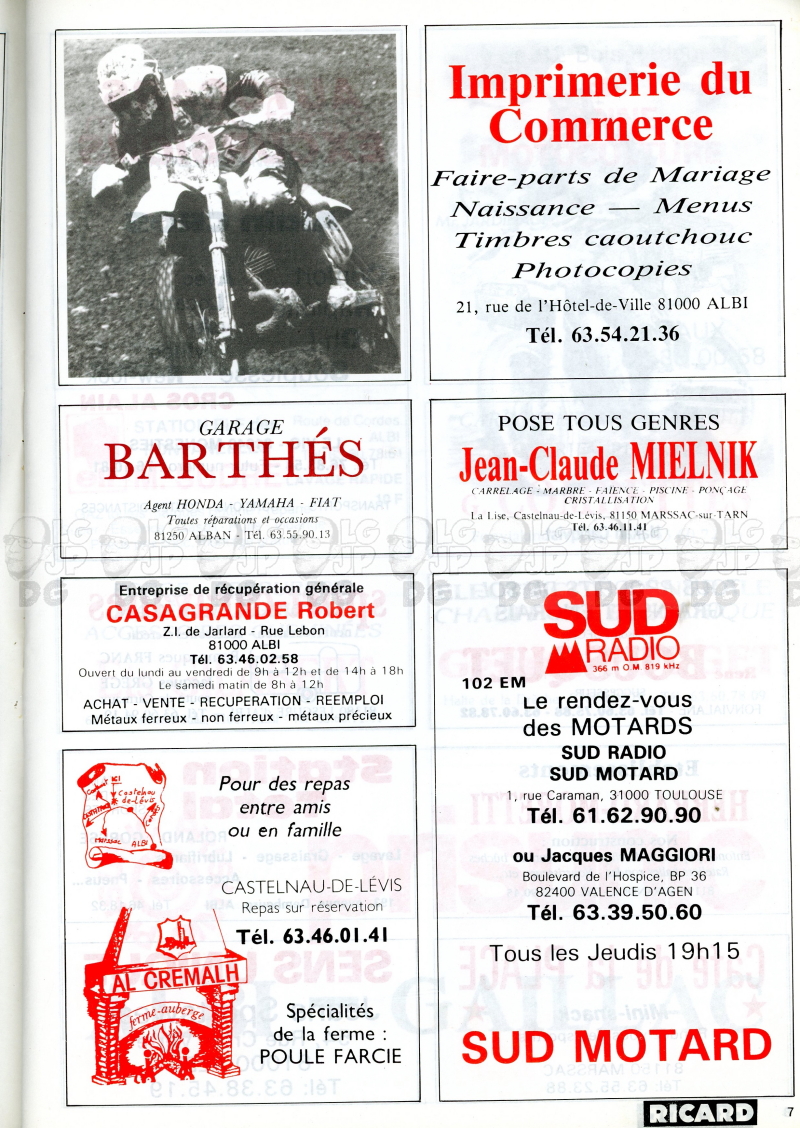 Imprimerie du
Commerce
Faire-parts de Mariage
Naissance — Menus
Timbres caoutchouc
Photocopies
21, rue de l'Hôtel-de-Ville 81000 ALBI
Tél. 63.54.21.36
GARAGE
BARTHÉS
Agent HONDA - YAMAHA - FIAT
Toutes réparations et occasions
81250 ALBAN - Tél. 63.55.90.13
POSE TOUS GENRES
Jean-Claude MIELNIK
CARRELAGE - MARBRE - FAIENCE - PISCINE - PONÇAGE
CRISTALLISATION
La Lise, Castelnau-de-Lévis, 81150 MARSSAC-sur-TARN
Tél. 63.46.11.41
Entreprise de récupération générale
CASAGRANDE Robert
Z.I. de Jarlard - Rue Lebon
81000 ALBI
Tél. 63.46.02.58
Ouvert du lundi au vendredi de 9h à 12h et de 14h à 18h
Le samedi matin de 8h à 12h
ACHAT - VENTE - RECUPERATION - REEMPLOI
Métaux ferreux - non ferreux - métaux précieux
SUD
RADIO
366 m O.M. 819 kHz
102 EM
Le rendez-vous
des MOTARDS
SUD RADIO
SUD MOTARD
1, rue Caraman, 31000 TOULOUSE
Tél. 61.62.90.90
ou Jacques MAGGIORI
Boulevard de l'Hospice, BP 36
82400 VALENCE D'AGEN
Tél. 63.39.50.60
Tous les Jeudis 19h15
SUD MOTARD
Castelnau
de-Lévis
Cordes
Marssac
ALBI
Pour des repas
entre amis
ou en famille
CASTELNAU-DE-LÉVIS
Repas sur réservation
Tél. 63.46.01.41
AL CREMALH
ferme-auberge
Spécialités
de la ferme :
POULE FARCIE
RICARD
7
LG
JP
DG